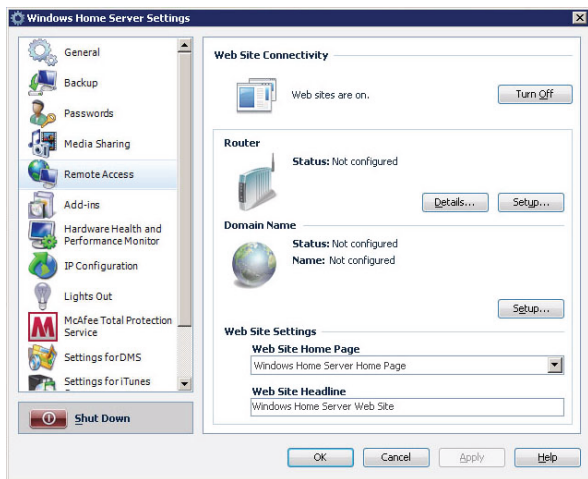 Windows Home Server Settings
General
Backup
Passwords
Media Sharing
Remote Access
Add-ins
Hardware Health and
Performance Monitor
IP Configuration
Lights Out
McAfee Total Protection
Service
Settings for DMS
Settings for iTunes
Shut Down
Web Site Connectivity
Web sites are on.
Turn Off
Router
Status: Not configured
Details...
Setup...
Domain Name
Status: Not configured
Name: Not configured
Setup...
Web Site Settings
Web Site Home Page
Windows Home Server Home Page
Web Site Headline
Windows Home Server Web Site
OK
Cancel
Apply
Help